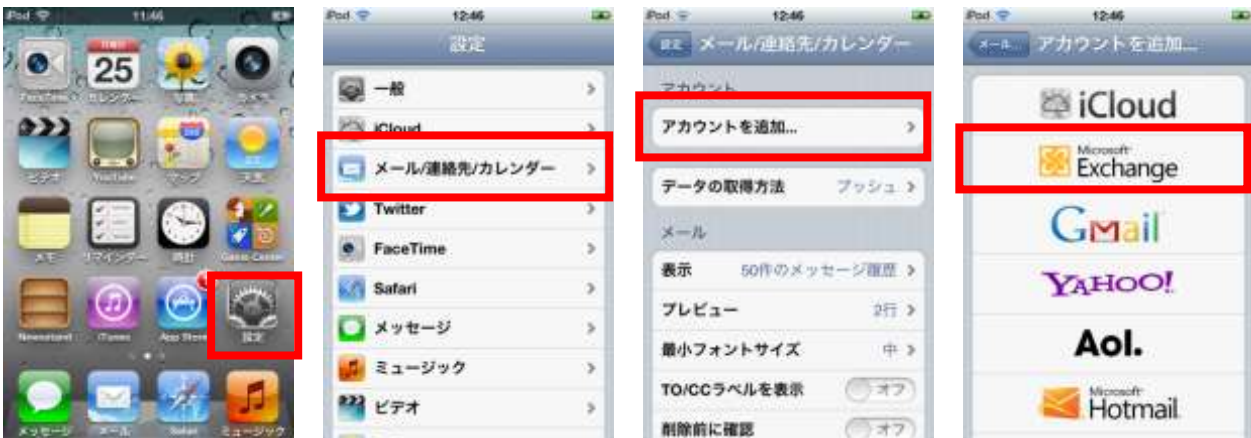 iPod 11:46
FaceTime カレンダー 写真 カメラ
月曜日
25
ビデオ YouTube マップ 天気
メモ リマインダー 時計 Game Center
Newsstand iTunes App Store 設定
メッセージ メール Safari ミュージック
iPod 12:46
設定
一般
iCloud
メール/連絡先/カレンダー
Twitter
FaceTime
Safari
メッセージ
ミュージック
ビデオ
iPod 12:46
設定 メール/連絡先/カレンダー
アカウント
アカウントを追加...
データの取得方法 プッシュ
メール
表示 50件のメッセージ履歴
プレビュー 2行
最小フォントサイズ 中
TO/CCラベルを表示 オフ
削除前に確認 オフ
iPod 12:46
メール... アカウントを追加...
iCloud
Microsoft
Exchange
Gmail
YAHOO!
Aol.
Microsoft
Hotmail